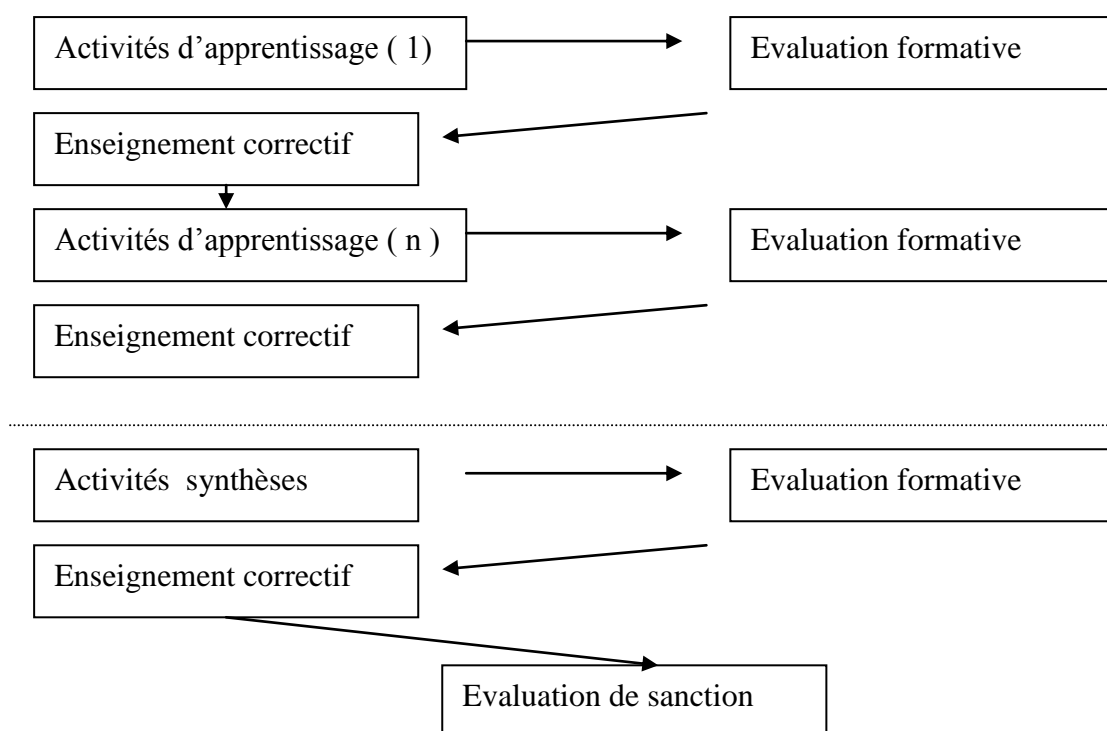 Activités d’apprentissage ( 1)
Evaluation formative
Enseignement correctif
Activités d’apprentissage ( n )
Evaluation formative
Enseignement correctif
Activités synthèses
Evaluation formative
Enseignement correctif
Evaluation de sanction